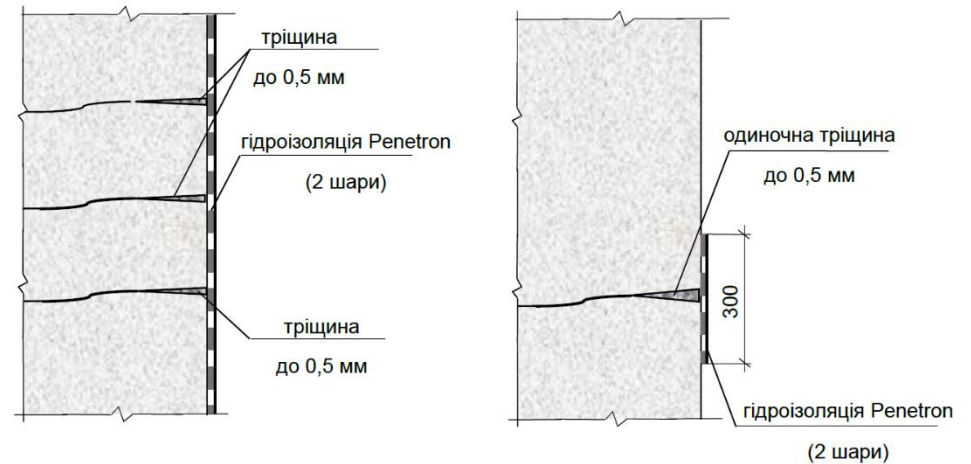 тріщина
до 0,5 мм
гідроізоляція Penetron
(2 шари)
тріщина
до 0,5 мм
одиночна тріщина
до 0,5 мм
300
гідроізоляція Penetron
(2 шари)